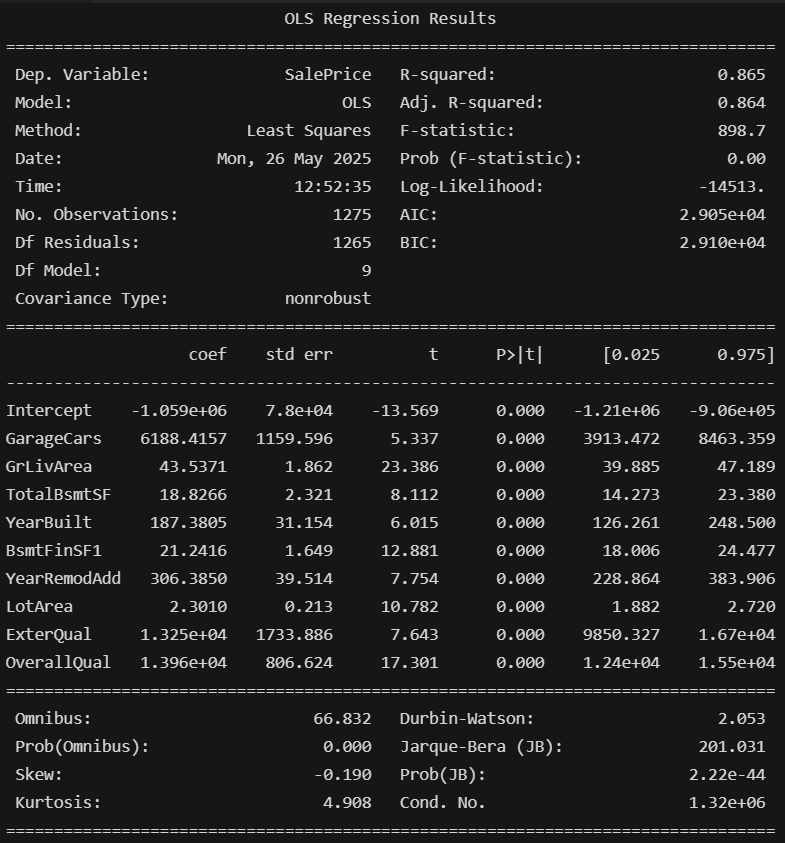 OLS Regression Results
==============================================================================
Dep. Variable: SalePrice R-squared: 0.865
Model: OLS Adj. R-squared: 0.864
Method: Least Squares F-statistic: 898.7
Date: Mon, 26 May 2025 Prob (F-statistic): 0.00
Time: 12:52:35 Log-Likelihood: -14513.
No. Observations: 1275 AIC: 2.905e+04
Df Residuals: 1265 BIC: 2.910e+04
Df Model: 9
Covariance Type: nonrobust
==============================================================================
coef std err t P>|t| [0.025 0.975]
------------------------------------------------------------------------------
Intercept -1.059e+06 7.8e+04 -13.569 0.000 -1.21e+06 -9.06e+05
GarageCars 6188.4157 1159.596 5.337 0.000 3913.472 8463.359
GrLivArea 43.5371 1.862 23.386 0.000 39.885 47.189
TotalBsmtSF 18.8266 2.321 8.112 0.000 14.273 23.380
YearBuilt 187.3805 31.154 6.015 0.000 126.261 248.500
BsmtFinSF1 21.2416 1.649 12.881 0.000 18.006 24.477
YearRemodAdd 306.3850 39.514 7.754 0.000 228.864 383.906
LotArea 2.3010 0.213 10.782 0.000 1.882 2.720
ExterQual 1.325e+04 1733.886 7.643 0.000 9850.327 1.67e+04
OverallQual 1.396e+04 806.624 17.301 0.000 1.24e+04 1.55e+04
==============================================================================
Omnibus: 66.832 Durbin-Watson: 2.053
Prob(Omnibus): 0.000 Jarque-Bera (JB): 201.031
Skew: -0.190 Prob(JB): 2.22e-44
Kurtosis: 4.908 Cond. No. 1.32e+06
==============================================================================